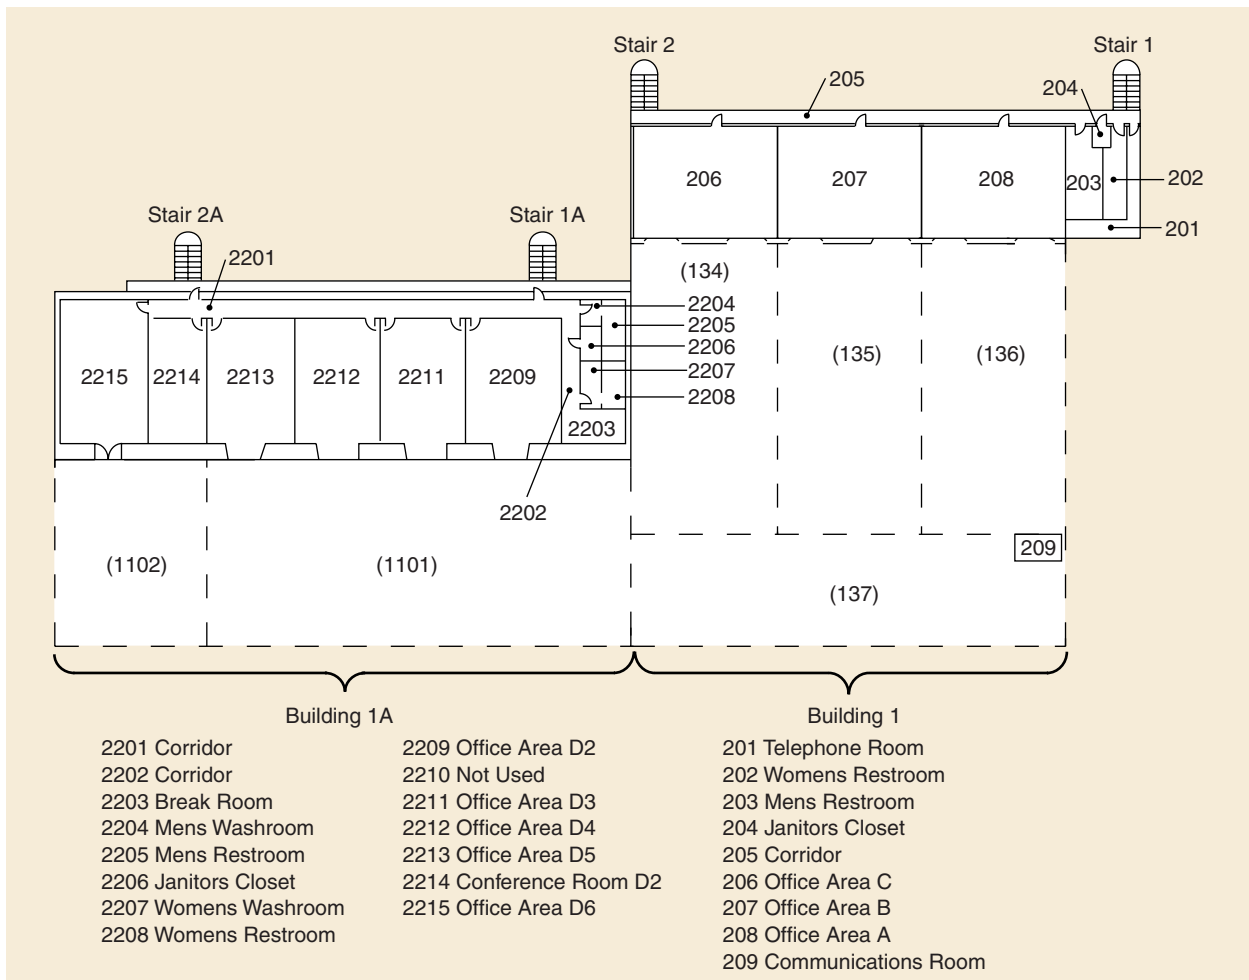 Stair 2
Stair 1
205
204
206
207
208
203
202
201
Stair 2A
Stair 1A
2201
(134)
2204
2205
2206
2207
2208
(135)
(136)
2215
2214
2213
2212
2211
2209
2203
2202
209
(1102)
(1101)
(137)
Building 1A
Building 1
2201 Corridor
2202 Corridor
2203 Break Room
2204 Mens Washroom
2205 Mens Restroom
2206 Janitors Closet
2207 Womens Washroom
2208 Womens Restroom
2209 Office Area D2
2210 Not Used
2211 Office Area D3
2212 Office Area D4
2213 Office Area D5
2214 Conference Room D2
2215 Office Area D6
201 Telephone Room
202 Womens Restroom
203 Mens Restroom
204 Janitors Closet
205 Corridor
206 Office Area C
207 Office Area B
208 Office Area A
209 Communications Room